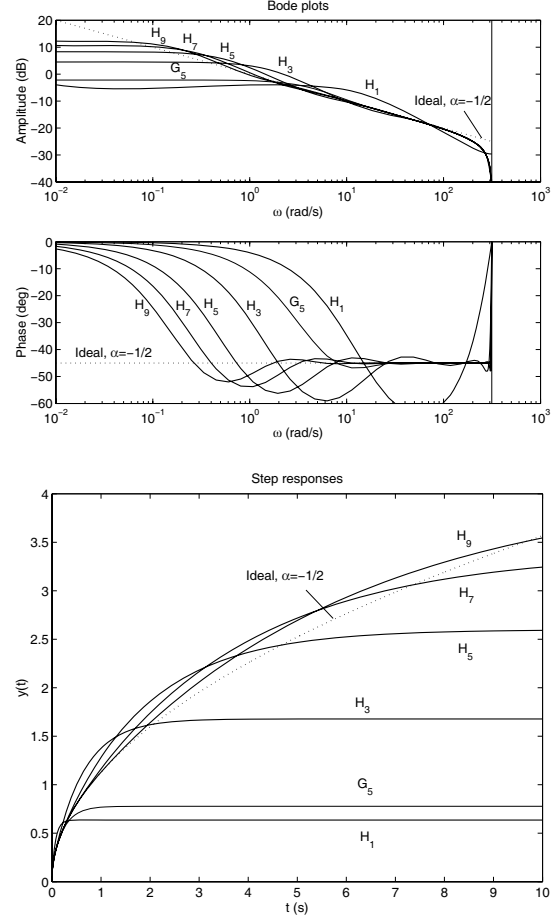 Bode plots
20
10
0
−10
−20
−30
−40
Amplitude (dB)
H9
H7
H5
H3
G5
H1
Ideal, α=−1/2
10−2
10−1
100
101
102
103
ω (rad/s)
0
−10
−20
−30
−40
−50
−60
Phase (deg)
H9
H7
H5
H3
G5
H1
Ideal, α=−1/2
10−2
10−1
100
101
102
103
ω (rad/s)
Step responses
4
3.5
3
2.5
2
1.5
1
0.5
0
y(t)
H9
Ideal, α=−1/2
H7
H5
H3
G5
H1
0
1
2
3
4
5
6
7
8
9
10
t (s)